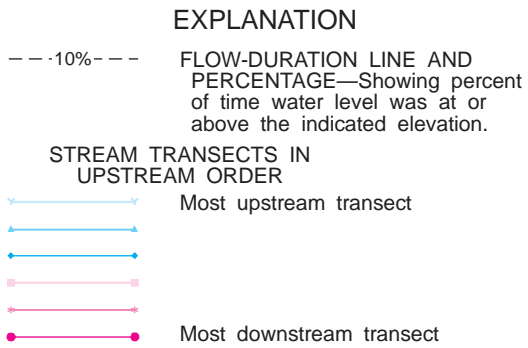 EXPLANATION
— — -10%– – –
FLOW-DURATION LINE AND
PERCENTAGE—Showing percent
of time water level was at or
above the indicated elevation.
STREAM TRANSECTS IN
UPSTREAM ORDER
Most upstream transect
Most downstream transect